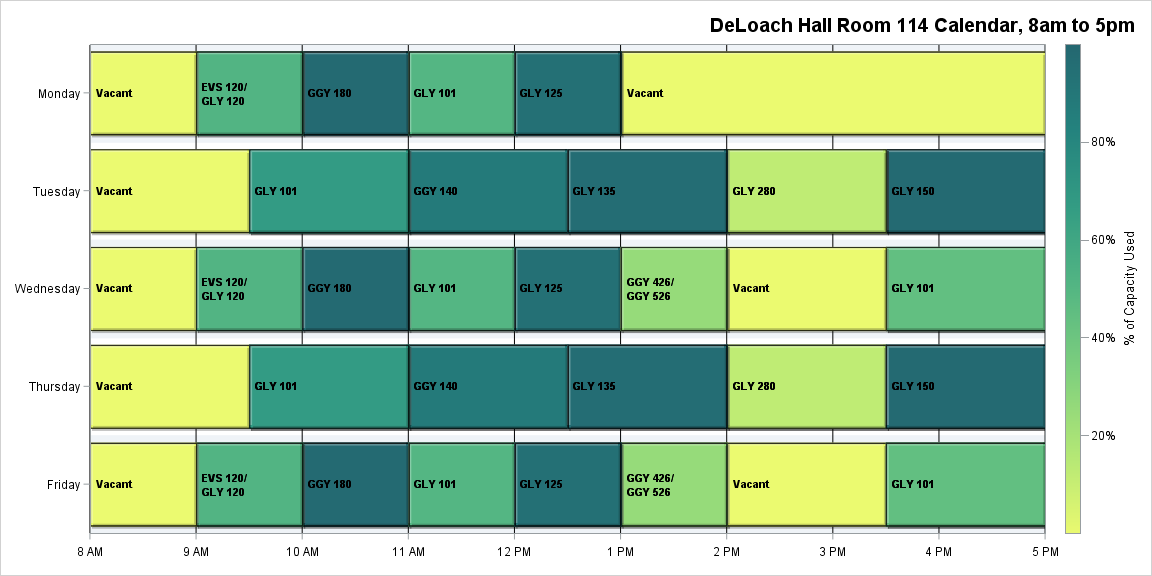 DeLoach Hall Room 114 Calendar, 8am to 5pm
Monday
Vacant
EVS 120/
GLY 120
GGY 180
GLY 101
GLY 125
Vacant
Tuesday
Vacant
GLY 101
GGY 140
GLY 135
GLY 280
GLY 150
Wednesday
Vacant
EVS 120/
GLY 120
GGY 180
GLY 101
GLY 125
GGY 426/
GGY 526
Vacant
GLY 101
Thursday
Vacant
GLY 101
GGY 140
GLY 135
GLY 280
GLY 150
Friday
Vacant
EVS 120/
GLY 120
GGY 180
GLY 101
GLY 125
GGY 426/
GGY 526
Vacant
GLY 101
8 AM
9 AM
10 AM
11 AM
12 PM
1 PM
2 PM
3 PM
4 PM
5 PM
80%
60%
40%
20%
% of Capacity Used